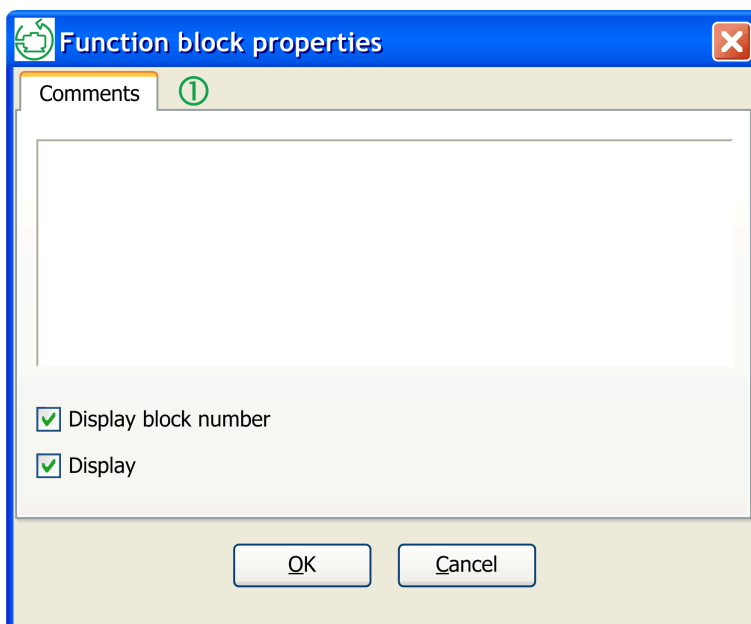 Function block properties
Comments ①
Display block number
Display
OK Cancel